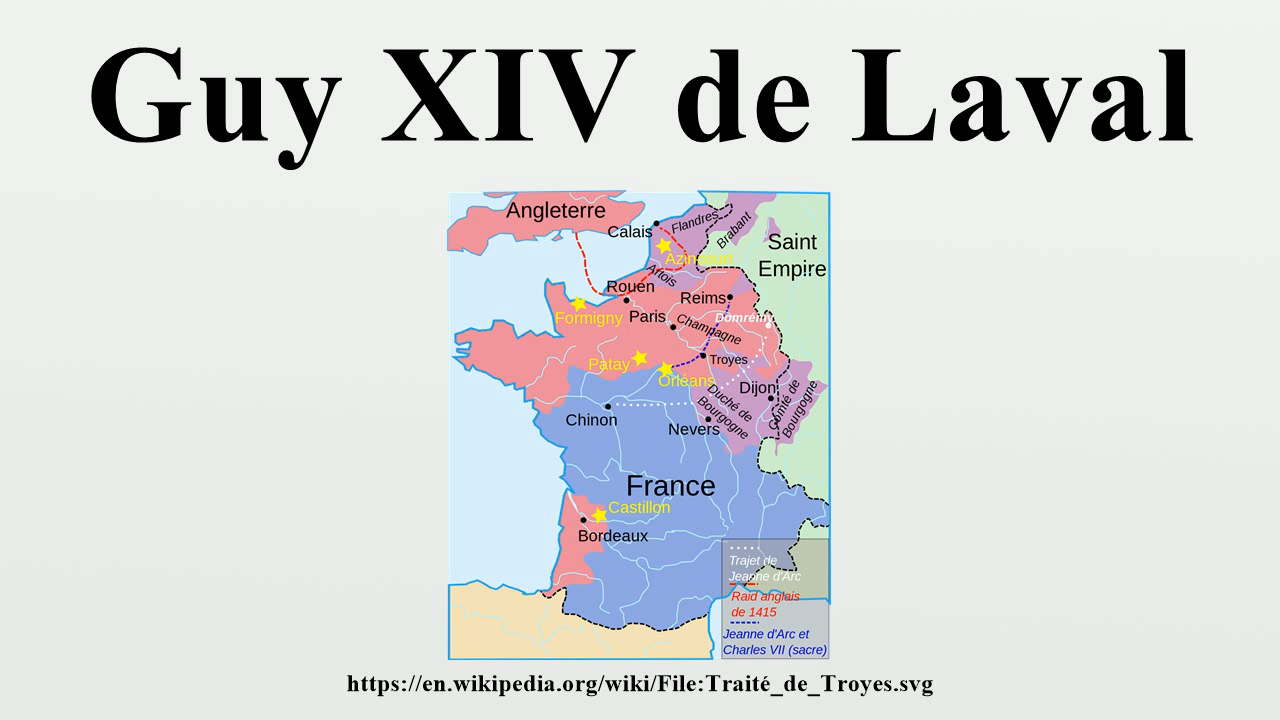 Guy XIV de Laval
Angleterre
Calais
Flandres
Brabant
Saint
Empire
Azincourt
Artois
Rouen
Reims
Formigny
Paris
Champagne
Domrémy
Patay
Troyes
Orléans
Dijon
Duché de
Bourgogne
Comté de
Bourgogne
Chinon
Nevers
France
Castillon
Bordeaux
Trajet de
Jeanne d'Arc
Raid anglais
de 1415
Jeanne d'Arc et
Charles VII (sacre)
https://en.wikipedia.org/wiki/File:Traité_de_Troyes.svg